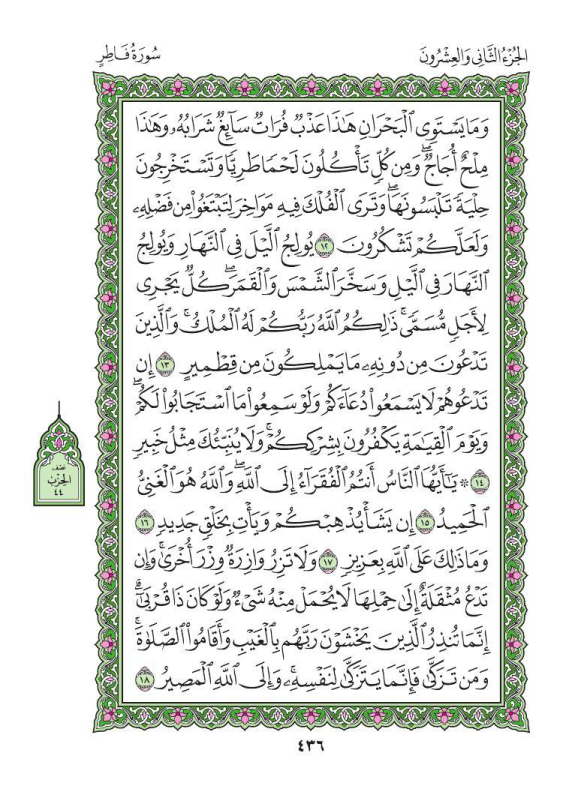 الجُزْءُ الثَّانِي وَالعِشْرُونَ
سُورَةُ فَاطِرٍ
وَمَا يَسْتَوِي ٱلْبَحْرَانِ هَٰذَا عَذْبٌ فُرَاتٌ سَآئِغٌ شَرَابُهُۥ وَهَٰذَا
مِلْحٌ أُجَاجٌۖ وَمِن كُلٍّ تَأْكُلُونَ لَحْمًا طَرِيًّا وَتَسْتَخْرِجُونَ
حِلْيَةً تَلْبَسُونَهَاۖ وَتَرَى ٱلْفُلْكَ فِيهِ مَوَاخِرَ لِتَبْتَغُوا۟ مِن فَضْلِهِۦ
وَلَعَلَّكُمْ تَشْكُرُونَ ١٢ يُولِجُ ٱلَّيْلَ فِي ٱلنَّهَارِ وَيُولِجُ
ٱلنَّهَارَ فِي ٱلَّيْلِ وَسَخَّرَ ٱلشَّمْسَ وَٱلْقَمَرَۖ كُلٌّ يَجْرِي
لِأَجَلٍ مُّسَمًّىۚ ذَٰلِكُمُ ٱللَّهُ رَبُّكُمْ لَهُ ٱلْمُلْكُۚ وَٱلَّذِينَ
تَدْعُونَ مِن دُونِهِۦ مَا يَمْلِكُونَ مِن قِطْمِيرٍ ١٣ إِن
تَدْعُوهُمْ لَا يَسْمَعُوا۟ دُعَآءَكُمْ وَلَوْ سَمِعُوا۟ مَا ٱسْتَجَابُوا۟ لَكُمْۖ
وَيَوْمَ ٱلْقِيَٰمَةِ يَكْفُرُونَ بِشِرْكِكُمْۚ وَلَا يُنَبِّئُكَ مِثْلُ خَبِيرٍ
١٤ ۞ يَٰٓأَيُّهَا ٱلنَّاسُ أَنتُمُ ٱلْفُقَرَآءُ إِلَى ٱللَّهِۖ وَٱللَّهُ هُوَ ٱلْغَنِيُّ
ٱلْحَمِيدُ ١٥ إِن يَشَأْ يُذْهِبْكُمْ وَيَأْتِ بِخَلْقٍ جَدِيدٍ ١٦
وَمَا ذَٰلِكَ عَلَى ٱللَّهِ بِعَزِيزٍ ١٧ وَلَا تَزِرُ وَازِرَةٌ وِزْرَ أُخْرَىٰۚ وَإِن
تَدْعُ مُثْقَلَةٌ إِلَىٰ حِمْلِهَا لَا يُحْمَلْ مِنْهُ شَيْءٌ وَلَوْ كَانَ ذَا قُرْبَىٰٓۗ
إِنَّمَا تُنذِرُ ٱلَّذِينَ يَخْشَوْنَ رَبَّهُم بِٱلْغَيْبِ وَأَقَامُوا۟ ٱلصَّلَوٰةَۚ
وَمَن تَزَكَّىٰ فَإِنَّمَا يَتَزَكَّىٰ لِنَفْسِهِۦۚ وَإِلَى ٱللَّهِ ٱلْمَصِيرُ ١٨
نصف
الحزب
٤٤
٤٣٦